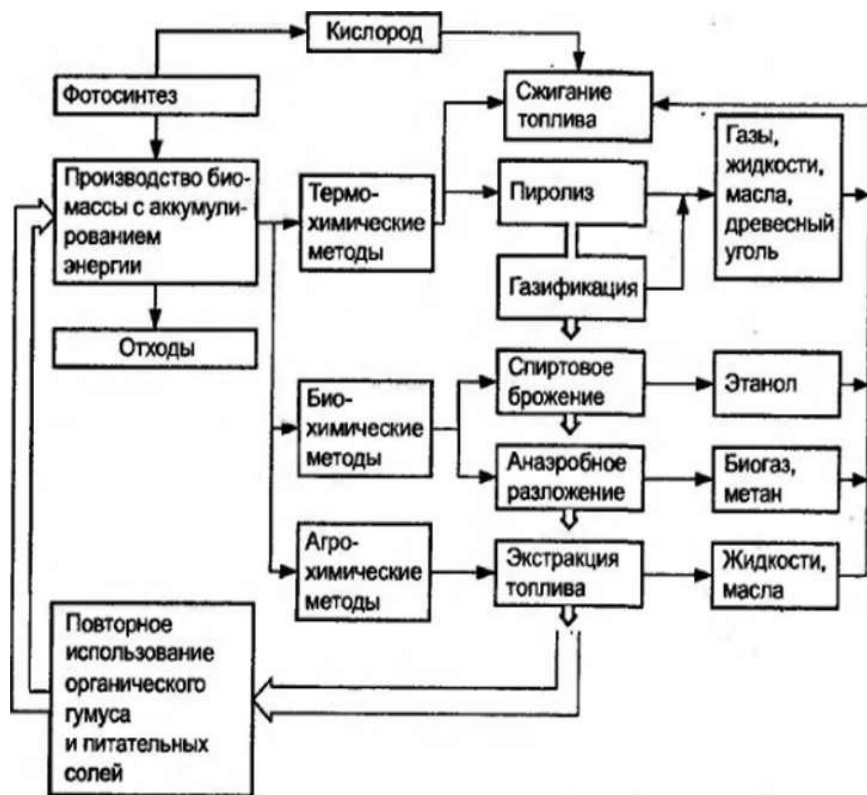 Кислород
Фотосинтез
Сжигание
топлива
Газы,
жидкости,
масла,
древесный
уголь
Производство био-
массы с аккумули-
рованием
энергии
Термо-
химические
методы
Пиролиз
Газификация
Отходы
Био-
химические
методы
Спиртовое
брожение
Этанол
Анаэробное
разложение
Биогаз,
метан
Агро-
химические
методы
Экстракция
топлива
Жидкости,
масла
Повторное
использование
органического
гумуса
и питательных
солей